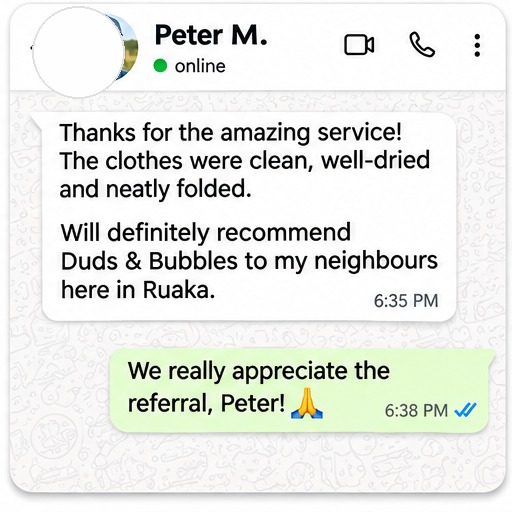 Peter M.
online
Thanks for the amazing service!
The clothes were clean, well-dried
and neatly folded.
Will definitely recommend
Duds & Bubbles to my neighbours
here in Ruaka.
6:35 PM
We really appreciate the
referral, Peter! 🙏
6:38 PM